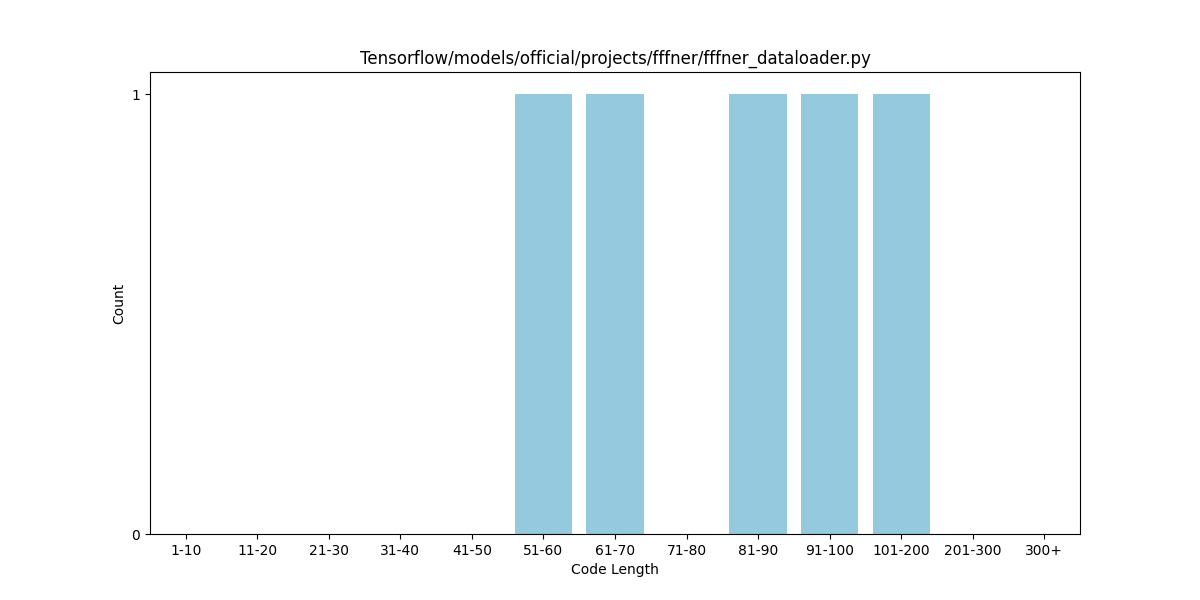 Tensorflow/models/official/projects/fffner/fffner_dataloader.py
1
Count
0
1-10 11-20 21-30 31-40 41-50 51-60 61-70 71-80 81-90 91-100 101-200 201-300 300+
Code Length